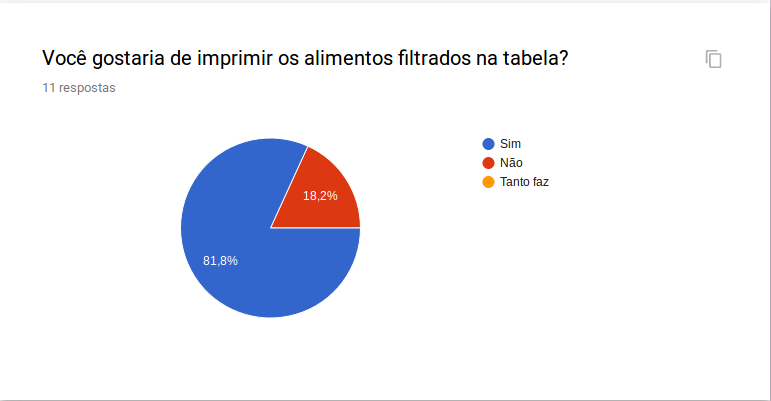 Você gostaria de imprimir os alimentos filtrados na tabela?
11 respostas
Sim
Não
Tanto faz
18,2%
81,8%